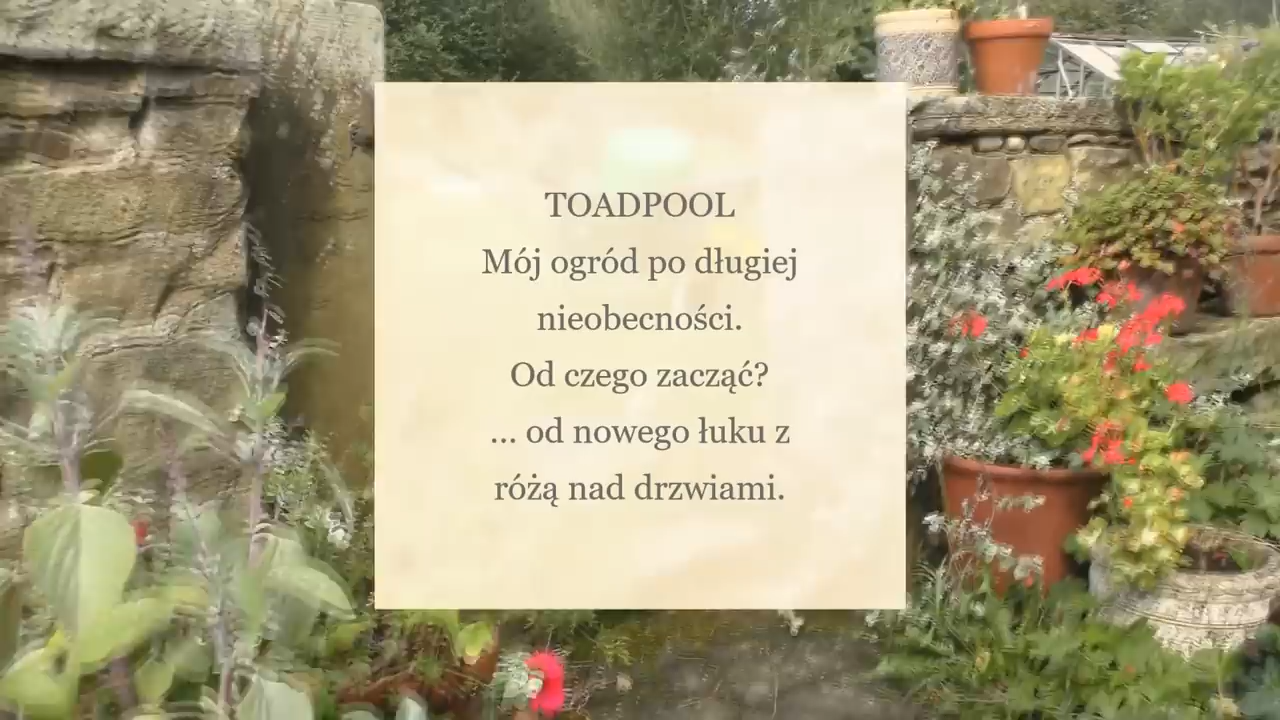 TOADPOOL
Mój ogród po długiej
nieobecności.
Od czego zacząć?
... od nowego łuku z
różą nad drzwiami.